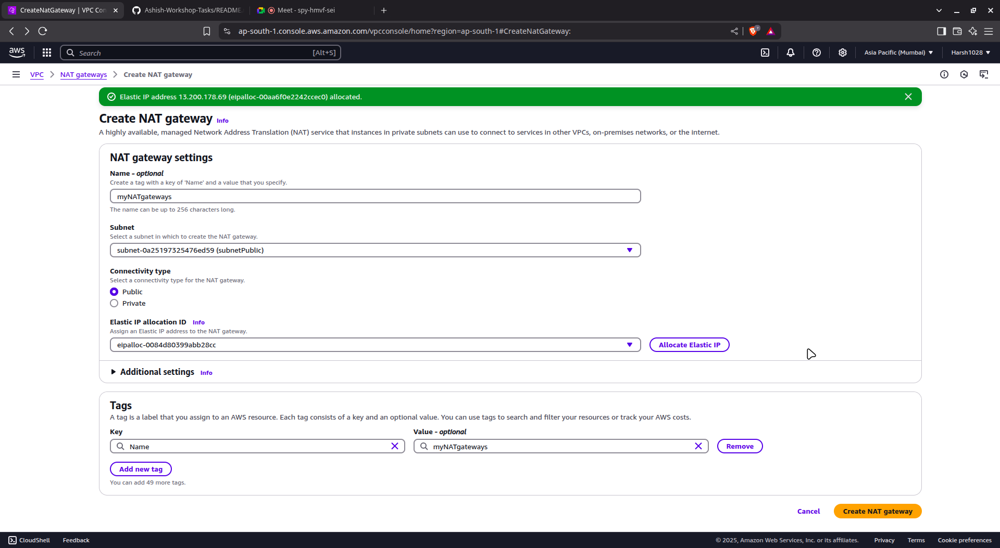 CreateNatGateway | VPC Con
Ashish-Workshop-Tasks/README.
Meet - spy-hmvf-sei
ap-south-1.console.aws.amazon.com/vpcconsole/home?region=ap-south-1#CreateNatGateway:
7
aws
Search
[Alt+S]
Asia Pacific (Mumbai)
Harsh1028
VPC
NAT gateways
Create NAT gateway
Elastic IP address 13.200.178.69 (eipalloc-00aa6f0e2242ccec0) allocated.
Create NAT gateway Info
A highly available, managed Network Address Translation (NAT) service that instances in private subnets can use to connect to services in other VPCs, on-premises networks, or the internet.
NAT gateway settings
Name - optional
Create a tag with a key of 'Name' and a value that you specify.
myNATgateways
The name can be up to 256 characters long.
Subnet
Select a subnet in which to create the NAT gateway.
subnet-0a25197325476ed59 (subnetPublic)
Connectivity type
Select a connectivity type for the NAT gateway.
Public
Private
Elastic IP allocation ID Info
Assign an Elastic IP address to the NAT gateway.
eipalloc-0084d80399abb28cc
Allocate Elastic IP
Additional settings Info
Tags
A tag is a label that you assign to an AWS resource. Each tag consists of a key and an optional value. You can use tags to search and filter your resources or track your AWS costs.
Key
Value - optional
Name
myNATgateways
Remove
Add new tag
You can add 49 more tags.
Cancel
Create NAT gateway
CloudShell
Feedback
© 2025, Amazon Web Services, Inc. or its affiliates.
Privacy
Terms
Cookie preferences